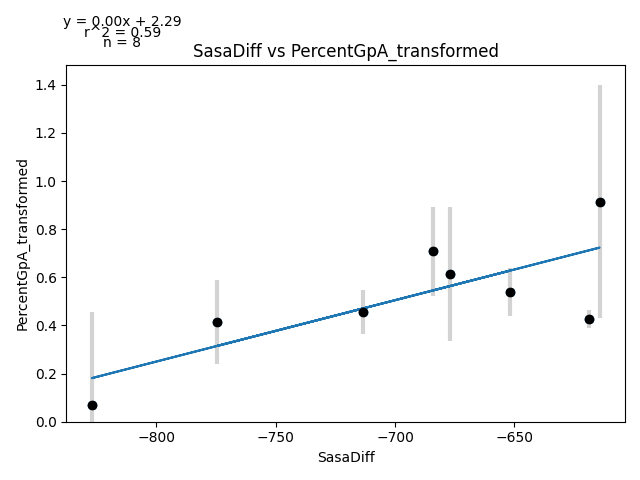 y = 0.00x + 2.29
r^2 = 0.59
n = 8
SasaDiff vs PercentGpA_transformed
PercentGpA_transformed
1.4
1.2
1.0
0.8
0.6
0.4
0.2
0.0
−800
−750
−700
−650
SasaDiff